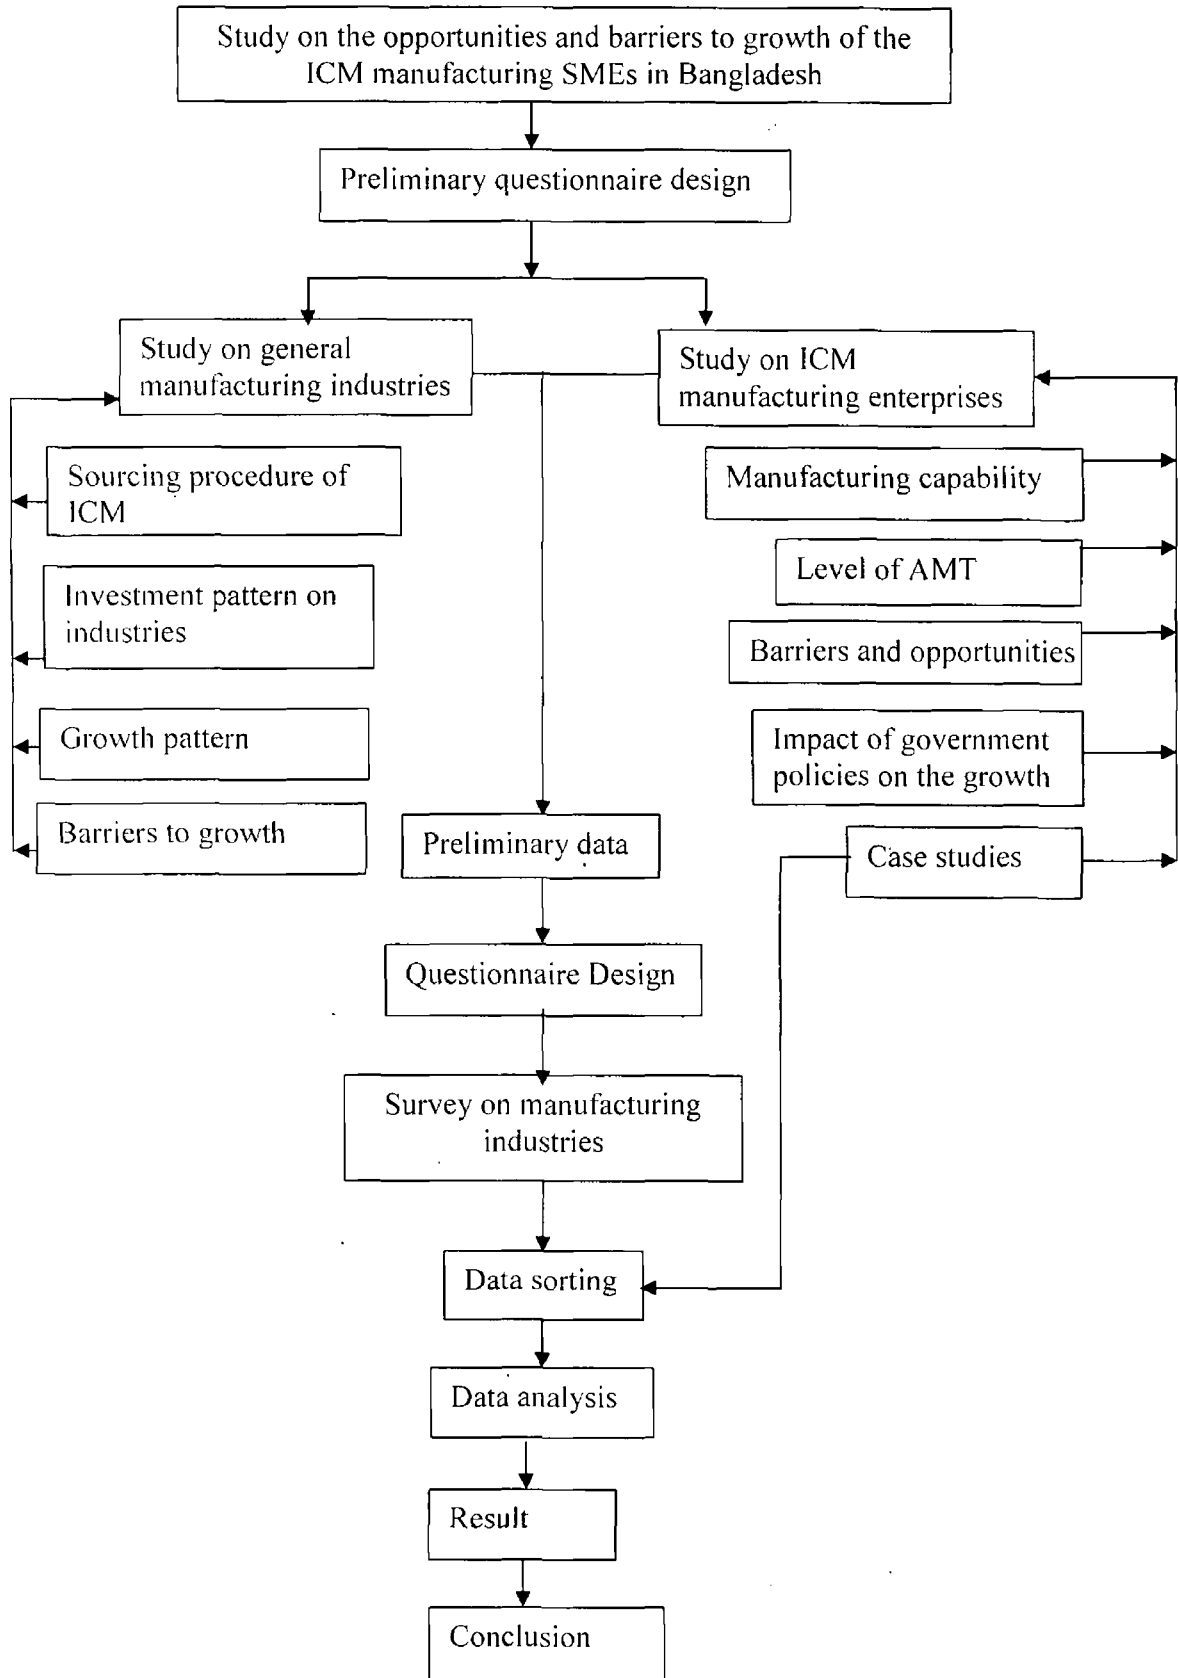 Study on the opportunities and barriers to growth of the
ICM manufacturing SMEs in Bangladesh
Preliminary questionnaire design
Study on general
manufacturing industries
Study on ICM
manufacturing enterprises
Sourcing procedure of
ICM
Investment pattern on
industries
Growth pattern
Barriers to growth
Manufacturing capability
Level of AMT
Barriers and opportunities
Impact of government
policies on the growth
Case studies
Preliminary data
Questionnaire Design
Survey on manufacturing
industries
Data sorting
Data analysis
Result
Conclusion